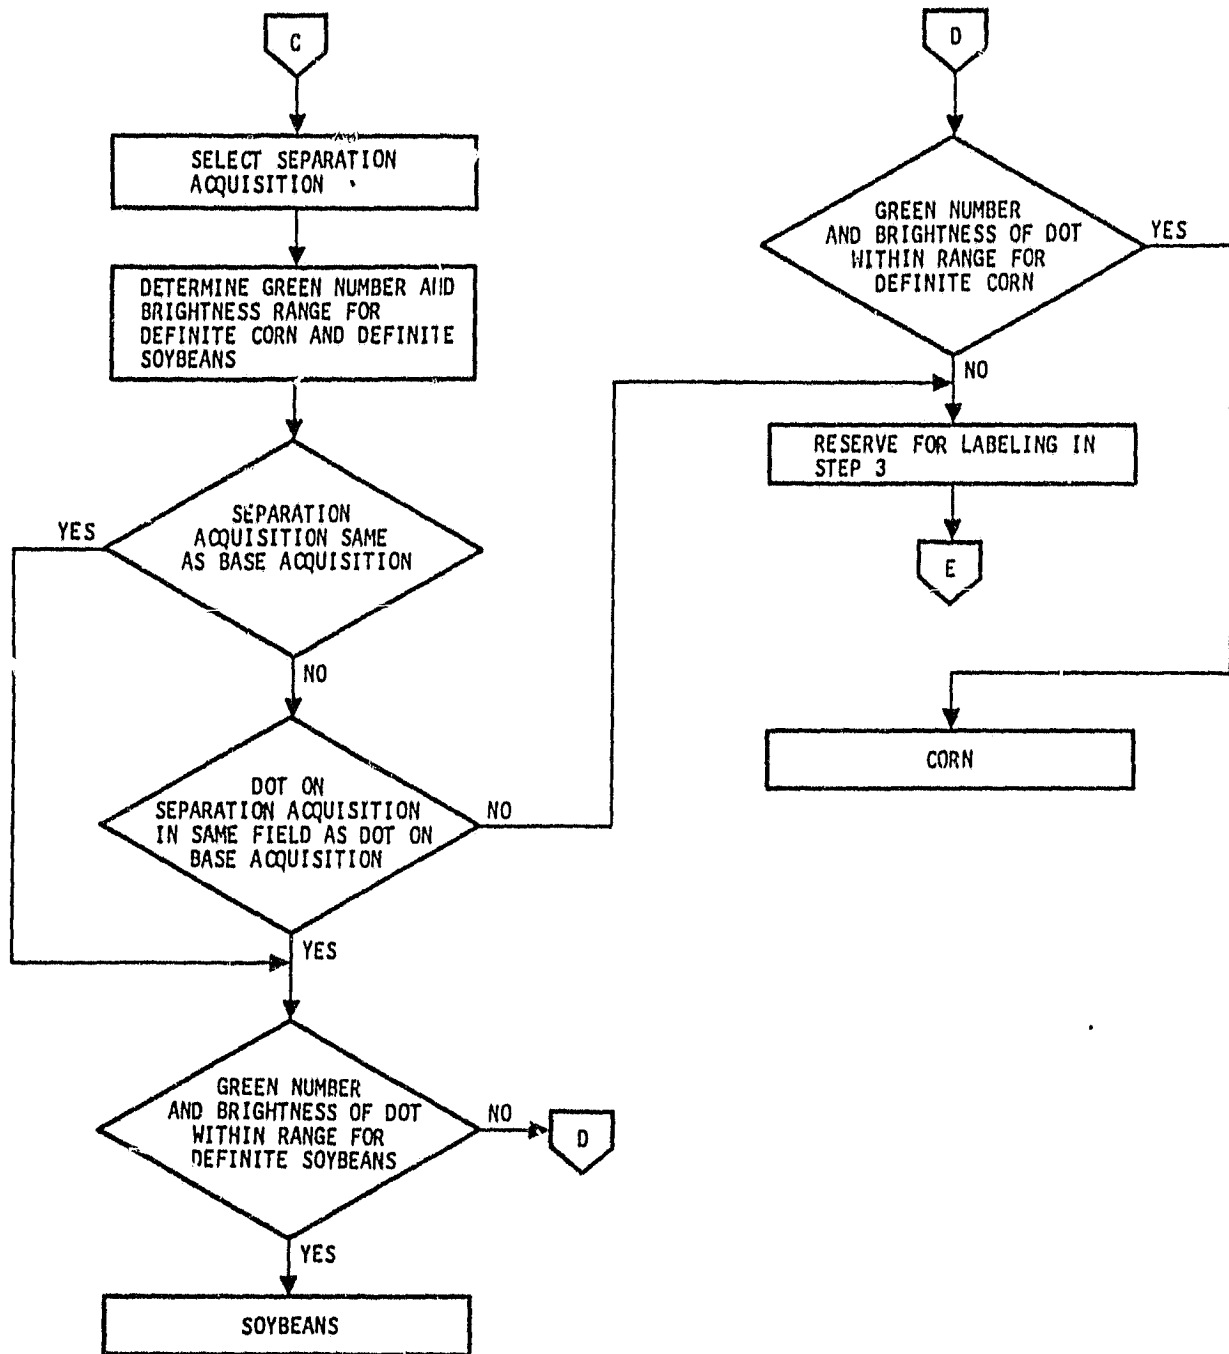 C
SELECT SEPARATION
ACQUISITION
DETERMINE GREEN NUMBER AND
BRIGHTNESS RANGE FOR
DEFINITE CORN AND DEFINITE
SOYBEANS
SEPARATION
ACQUISITION SAME
AS BASE ACQUISITION
YES
NO
DOT ON
SEPARATION ACQUISITION
IN SAME FIELD AS DOT ON
BASE ACQUISITION
NO
YES
GREEN NUMBER
AND BRIGHTNESS OF DOT
WITHIN RANGE FOR
DEFINITE SOYBEANS
NO
D
YES
SOYBEANS
D
GREEN NUMBER
AND BRIGHTNESS OF DOT
WITHIN RANGE FOR
DEFINITE CORN
YES
NO
RESERVE FOR LABELING IN
STEP 3
E
CORN